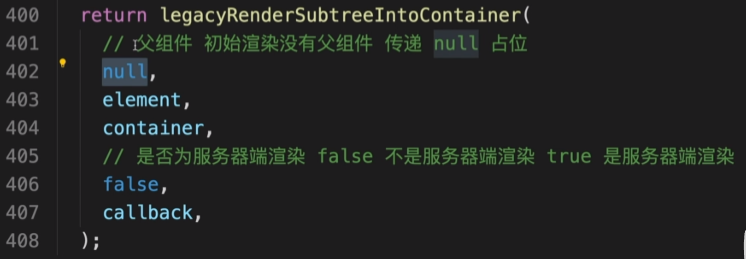 400 return legacyRenderSubtreeIntoContainer(
401 // 父组件 初始渲染没有父组件 传递 null 占位
402 null,
403 element,
404 container,
405 // 是否为服务器端渲染 false 不是服务器端渲染 true 是服务器端渲染
406 false,
407 callback,
408 );